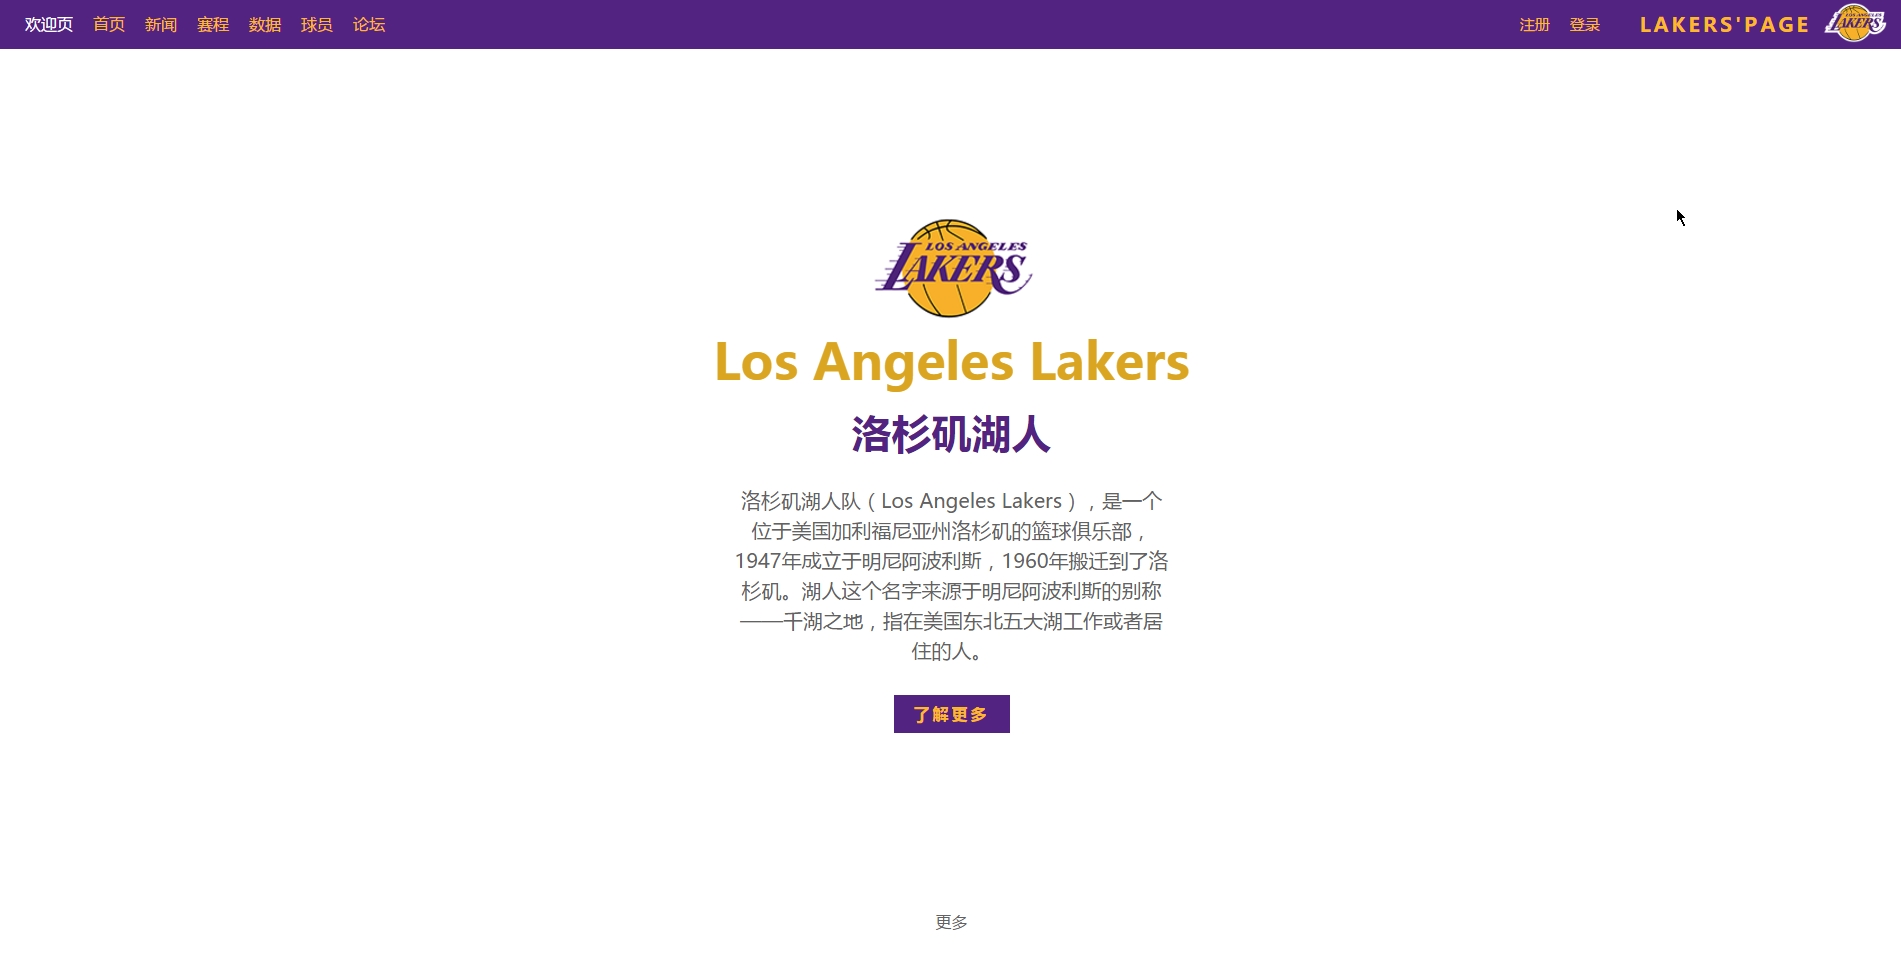 欢迎页 首页 新闻 赛程 数据 球员 论坛 注册 登录 LAKERS'PAGE LOS ANGELES LAKERS
LOS ANGELES
LAKERS
Los Angeles Lakers
洛杉矶湖人
洛杉矶湖人队（Los Angeles Lakers），是一个
位于美国加利福尼亚州洛杉矶的篮球俱乐部，
1947年成立于明尼阿波利斯，1960年搬迁到了洛
杉矶。湖人这个名字来源于明尼阿波利斯的别称
——千湖之地，指在美国东北五大湖工作或者居
住的人。
了解更多
更多